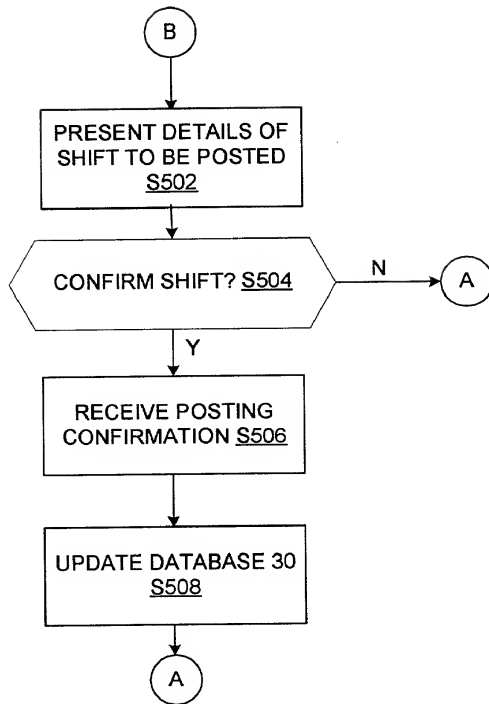 B
PRESENT DETAILS OF
SHIFT TO BE POSTED
S502
CONFIRM SHIFT? S504
N
A
Y
RECEIVE POSTING
CONFIRMATION S506
UPDATE DATABASE 30
S508
A